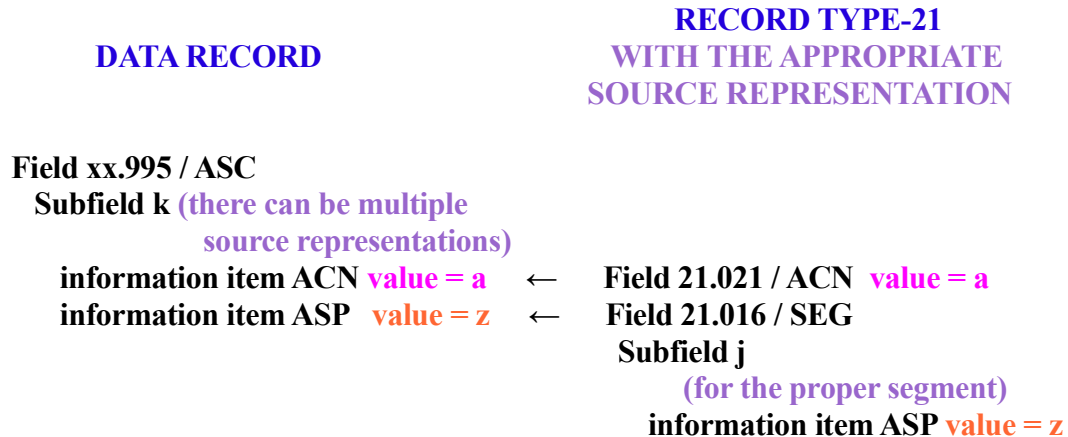 RECORD TYPE-21
DATA RECORD WITH THE APPROPRIATE
SOURCE REPRESENTATION
Field xx.995 / ASC
Subfield k (there can be multiple
source representations)
information item ACN value = a ← Field 21.021 / ACN value = a
information item ASP value = z ← Field 21.016 / SEG
Subfield j
(for the proper segment)
information item ASP value = z